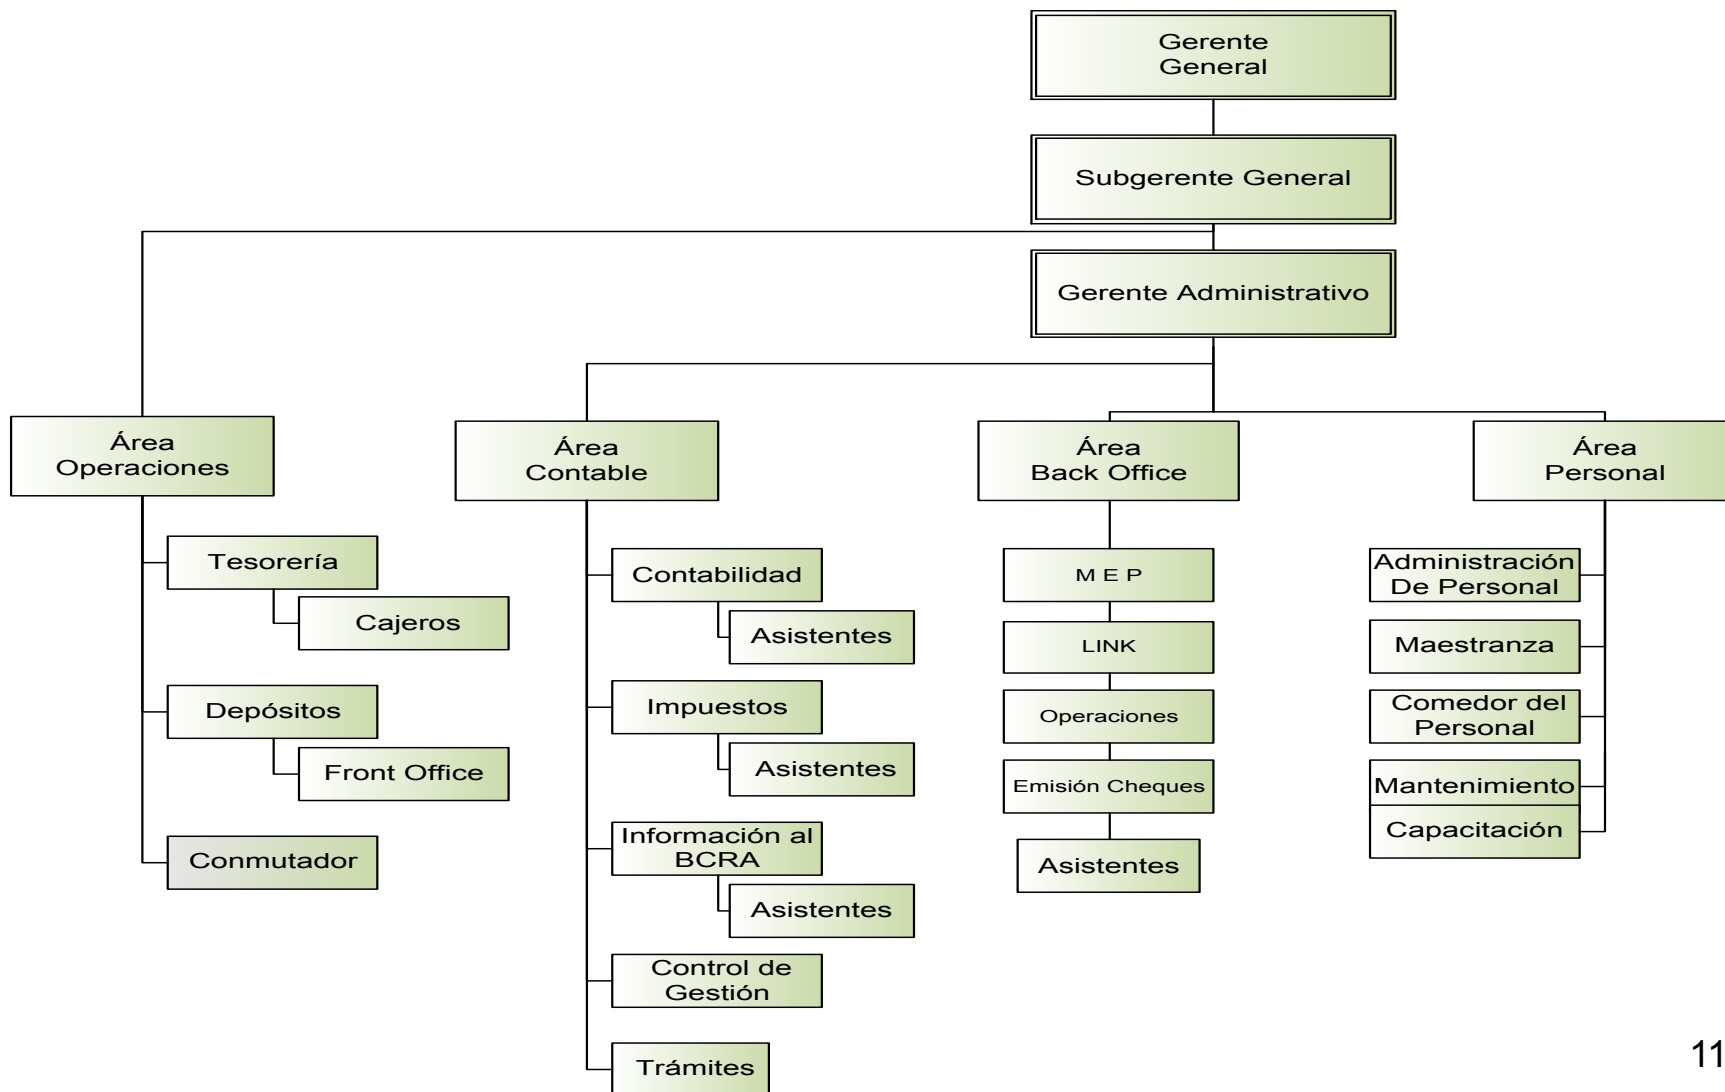 Gerente
General
Subgerente General
Gerente Administrativo
Área
Operaciones
Tesorería
Cajeros
Depósitos
Front Office
Conmutador
Área
Contable
Contabilidad
Asistentes
Impuestos
Asistentes
Información al
BCRA
Asistentes
Control de
Gestión
Trámites
Área
Back Office
M E P
LINK
Operaciones
Emisión Cheques
Asistentes
Área
Personal
Administración
De Personal
Maestranza
Comedor del
Personal
Mantenimiento
Capacitación
11